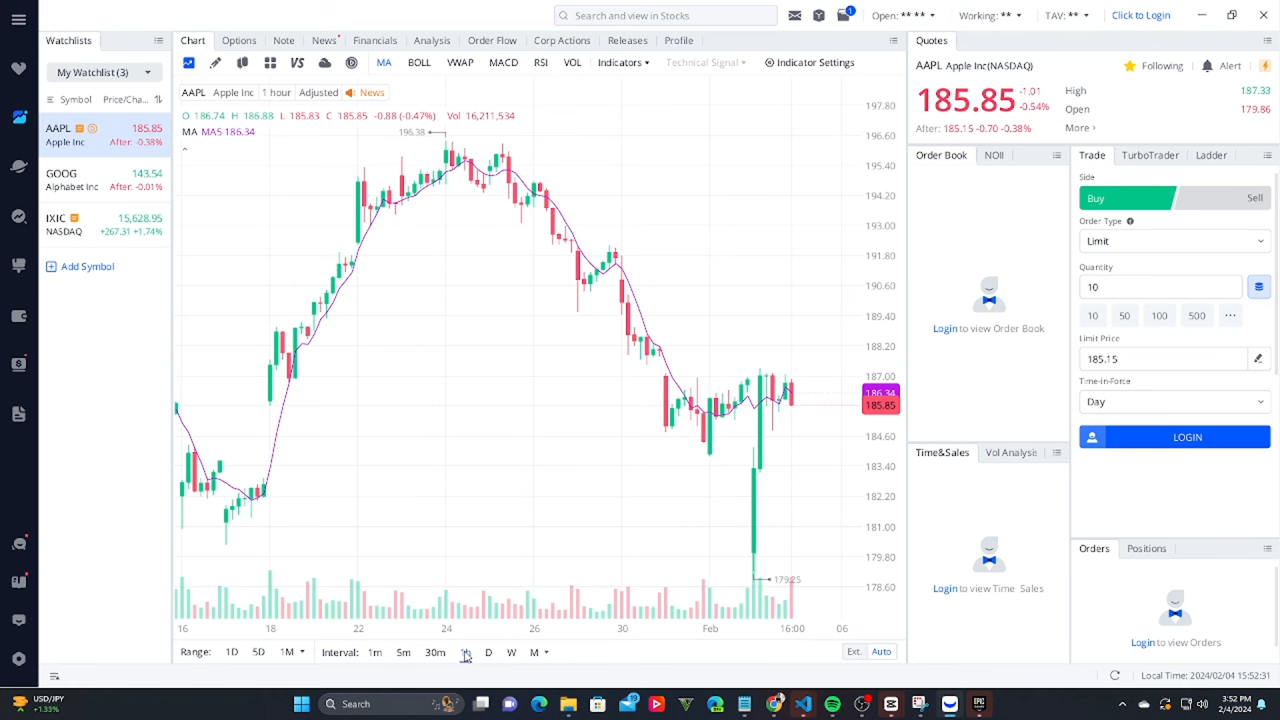 Search and view in Stocks
1
Open: ** **
Working: ** **
TAV: ** **
Click to Login
Watchlists
Chart
Options
Note
News
Financials
Analysis
Order Flow
Corp Actions
Releases
Profile
Quotes
My Watchlist (3)
VS
MA
BOLL
VWAP
MACD
RSI
VOL
Indicators
Technical Signal
Indicator Settings
AAPL Apple Inc(NASDAQ)
Following
Alert
Symbol Price/Cha...
AAPL Apple Inc 1 hour Adjusted News
185.85
-1.01
-0.54%
High 187.33
Open 179.86
After: 185.15 -0.70 -0.38%
More
O 186.74 H 186.88 L 185.83 C 185.85 -0.88 (-0.47%) Vol 16,211,534
MA MA5 186.34
AAPL 185.85
Apple Inc After: -0.38%
GOOG 143.54
Alphabet Inc After: -0.01%
IXIC 15,628.95
NASDAQ +267.31 +1.74%
Add Symbol
196.38
179.25
197.80
196.60
195.40
194.20
193.00
191.80
190.60
189.40
188.20
187.00
186.34
185.85
184.60
183.40
182.20
181.00
179.80
178.60
16 18 22 24 26 30 Feb 16:00 06
Range: 1D 5D 1M
Interval: 1m 5m 30m D W M
Ext. Auto
Order Book
NOII
Login to view Order Book
Time&Sales
Vol Analysis
Login to view Time Sales
Trade
TurboTrader
Ladder
Side
Buy
Sell
Order Type
Limit
Quantity
10
10 50 100 500 ...
Limit Price
185.15
Time-in-Force
Day
LOGIN
Orders
Positions
Login to view Orders
Local Time: 2024/02/04 15:52:31
USD/JPY
+1.33%
Search
19
3:52 PM
2/4/2024